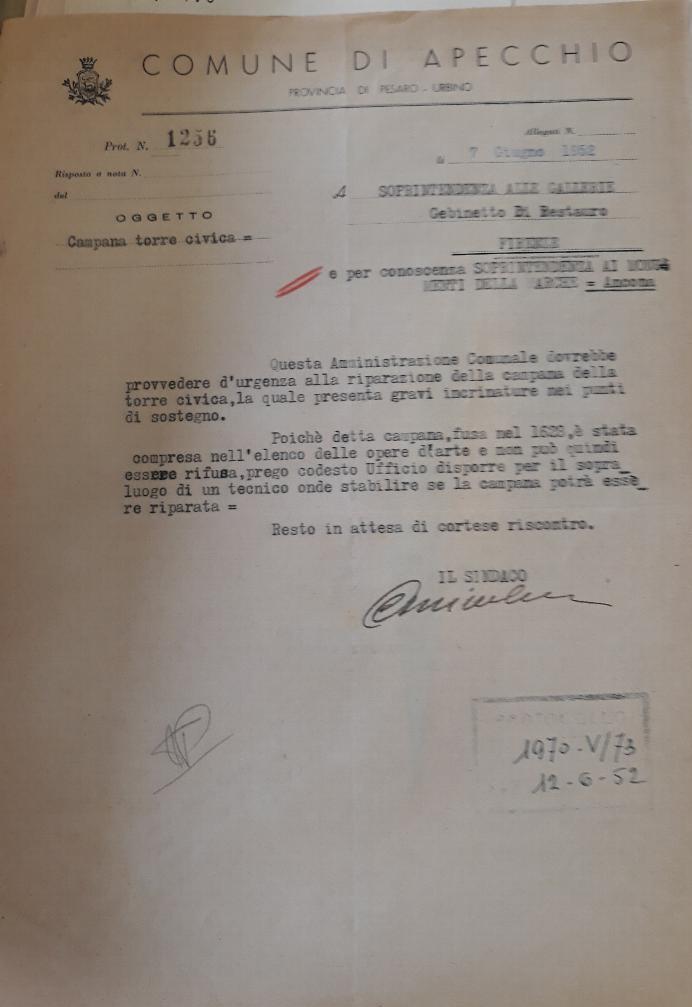 COMUNE DI APECCHIO
PROVINCIA DI PESARO - URBINO
Prot. N. 1256
Allegati N.
li 7 Giugno 1952
Risposta a nota N.
del
A SOPRINTENDENZA ALLE GALLERIE
OGGETTO
Gabinetto Di Restauro
Campana torre civica =
FIRENZE
e per conoscenza SOPRINTENDENZA AI MONU
MENTI DELLA MARCHE = Ancona
Questa Amministrazione Comunale dovrebbe
provvedere d'urgenza alla riparazione della campana della
torre civica,la quale presenta gravi incrinature nei punti
di sostegno.
Poichè detta campana,fusa nel 1629,è stata
compresa nell'elenco delle opere d'arte e non può quindi
essere rifusa,prego codesto Ufficio disporre per il sopra_
luogo di un tecnico onde stabilire se la campana potrà esse_
re riparata =
Resto in attesa di cortese riscontro.
IL SINDACO
PROTOCOLLO
1970-V/73
12-6-52